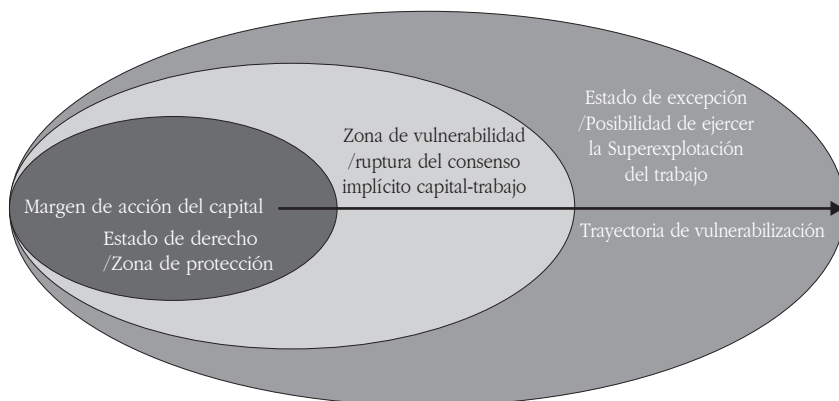 Margen de acción del capital
Estado de derecho
/Zona de protección
Zona de vulnerabilidad
/ruptura del consenso
implícito capital-trabajo
Estado de excepción
/Posibilidad de ejercer
la Superexplotación
del trabajo
Trayectoria de vulnerabilización